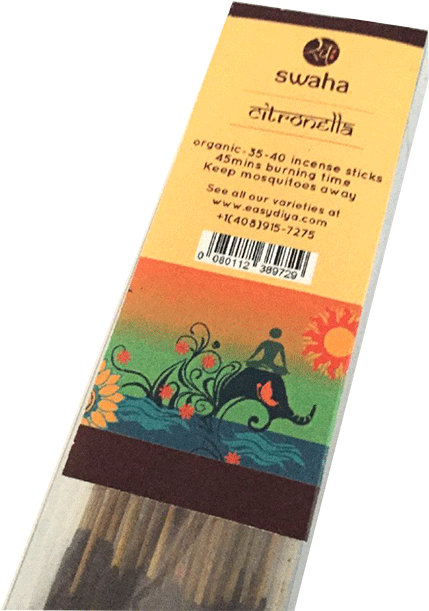 swaha
citronella
organic-35-40 incense sticks
45mins burning time
Keep mosquitoes away
See all our varieties at
www.easydiya.com
+1(408)915-7275
0 080112 389729